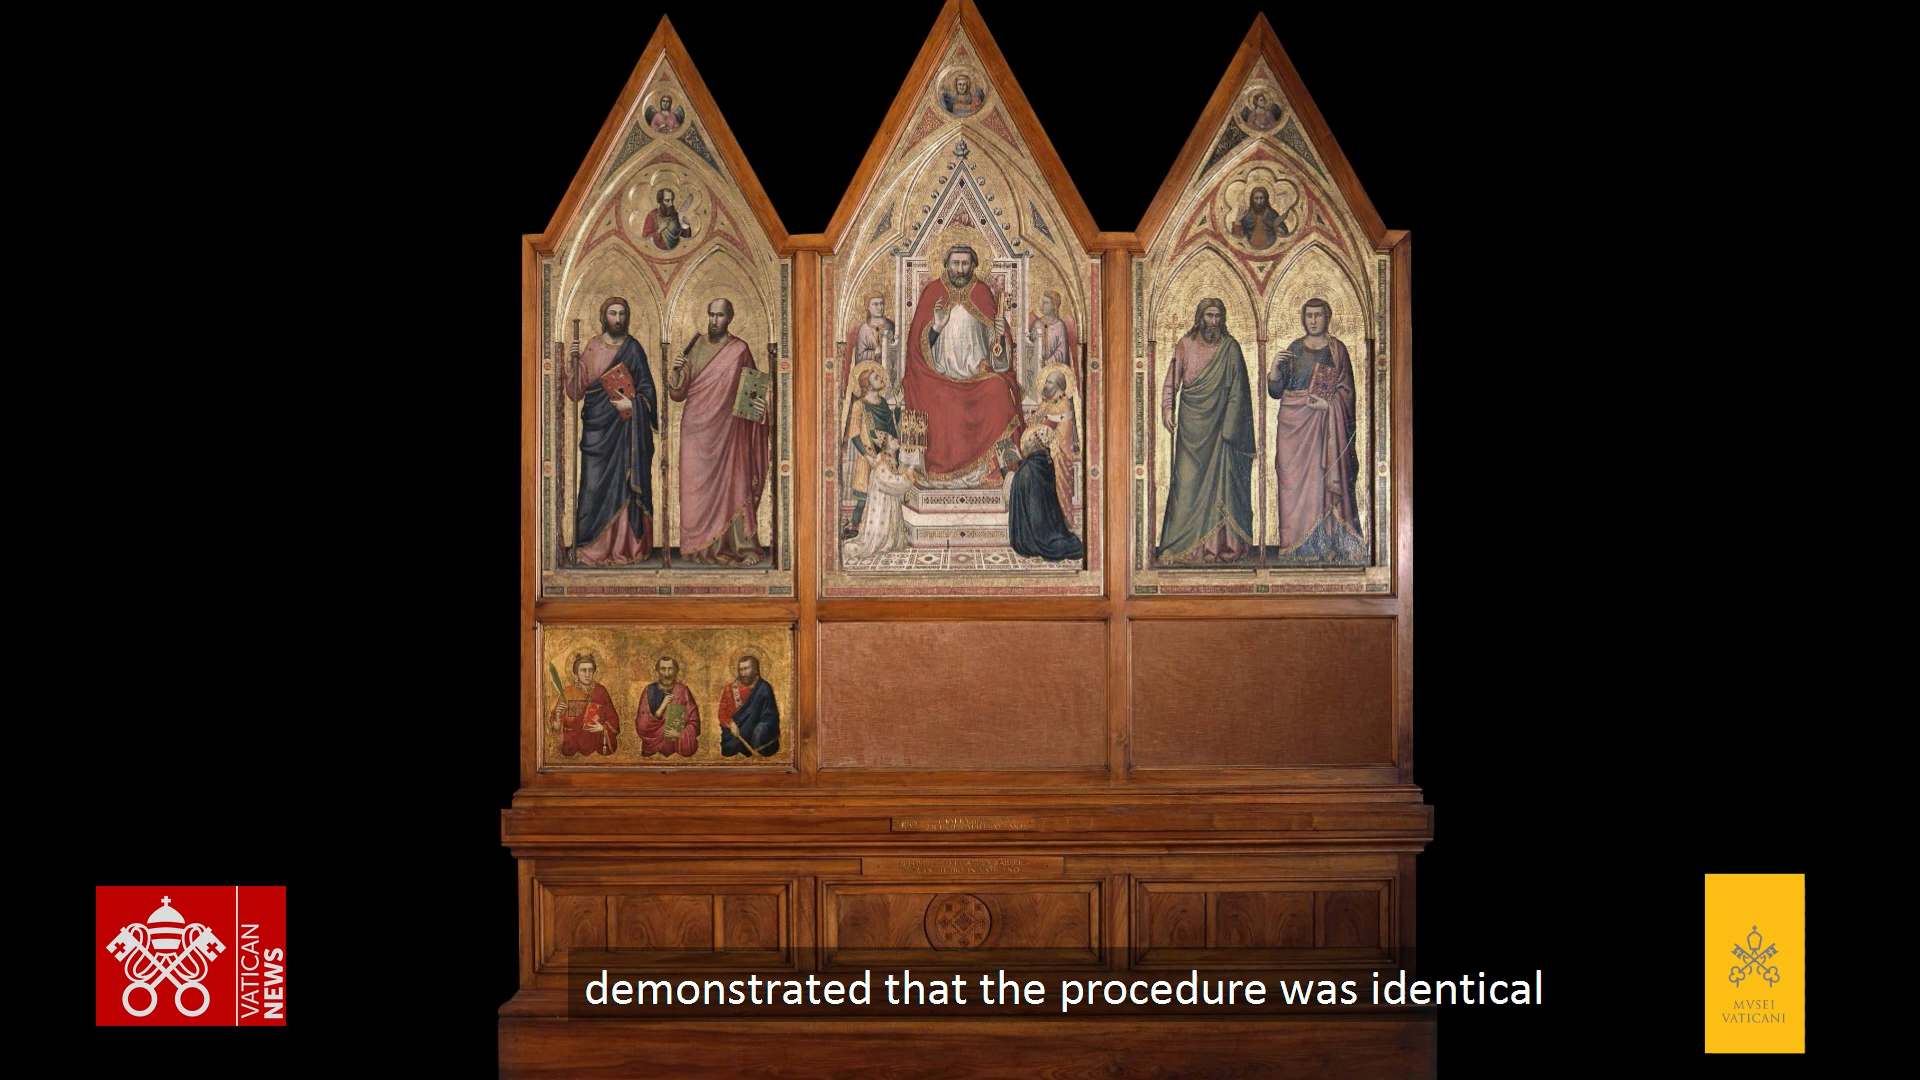 VATICAN
NEWS
demonstrated that the procedure was identical
MVSEI
VATICANI